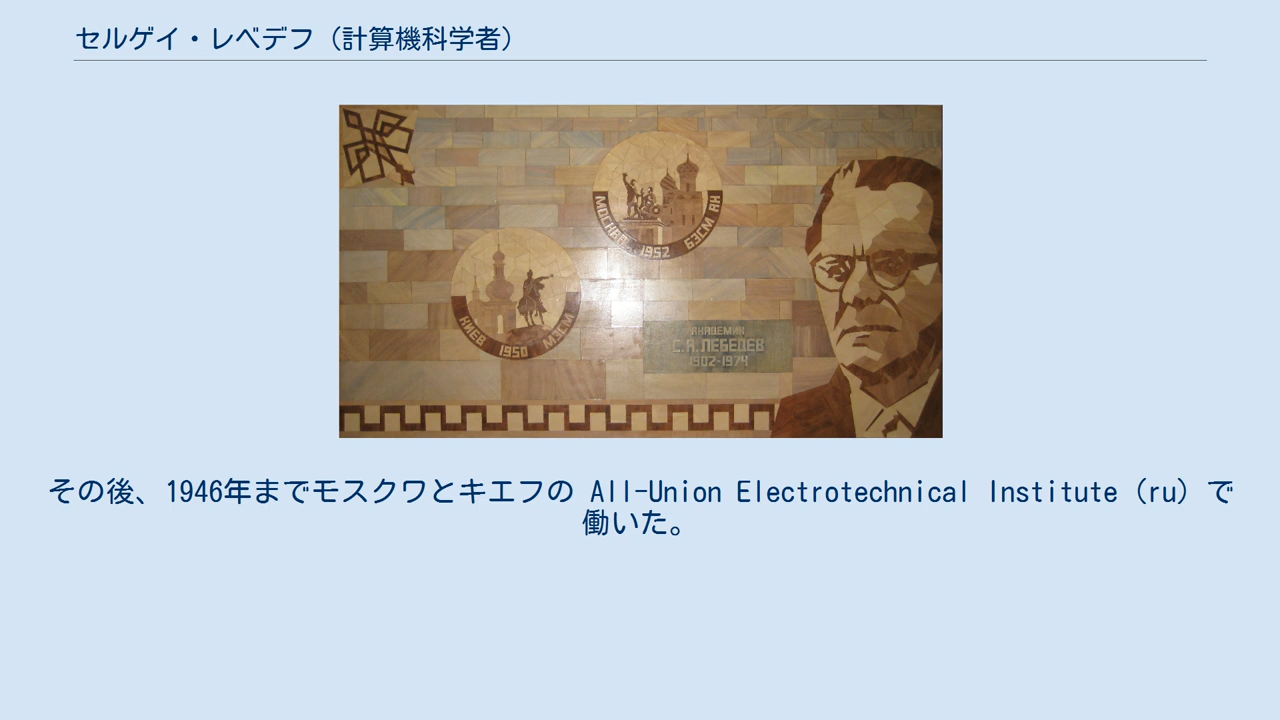 セルゲイ・レベデフ（計算機科学者）
МОСКВА 1952 БЭСМ АН
КИЕВ 1950 МЭСМ
АКАДЕМИК
С.А.ЛЕБЕДЕВ
1902-1974
その後、1946年までモスクワとキエフの All-Union Electrotechnical Institute（ru）で
働いた。